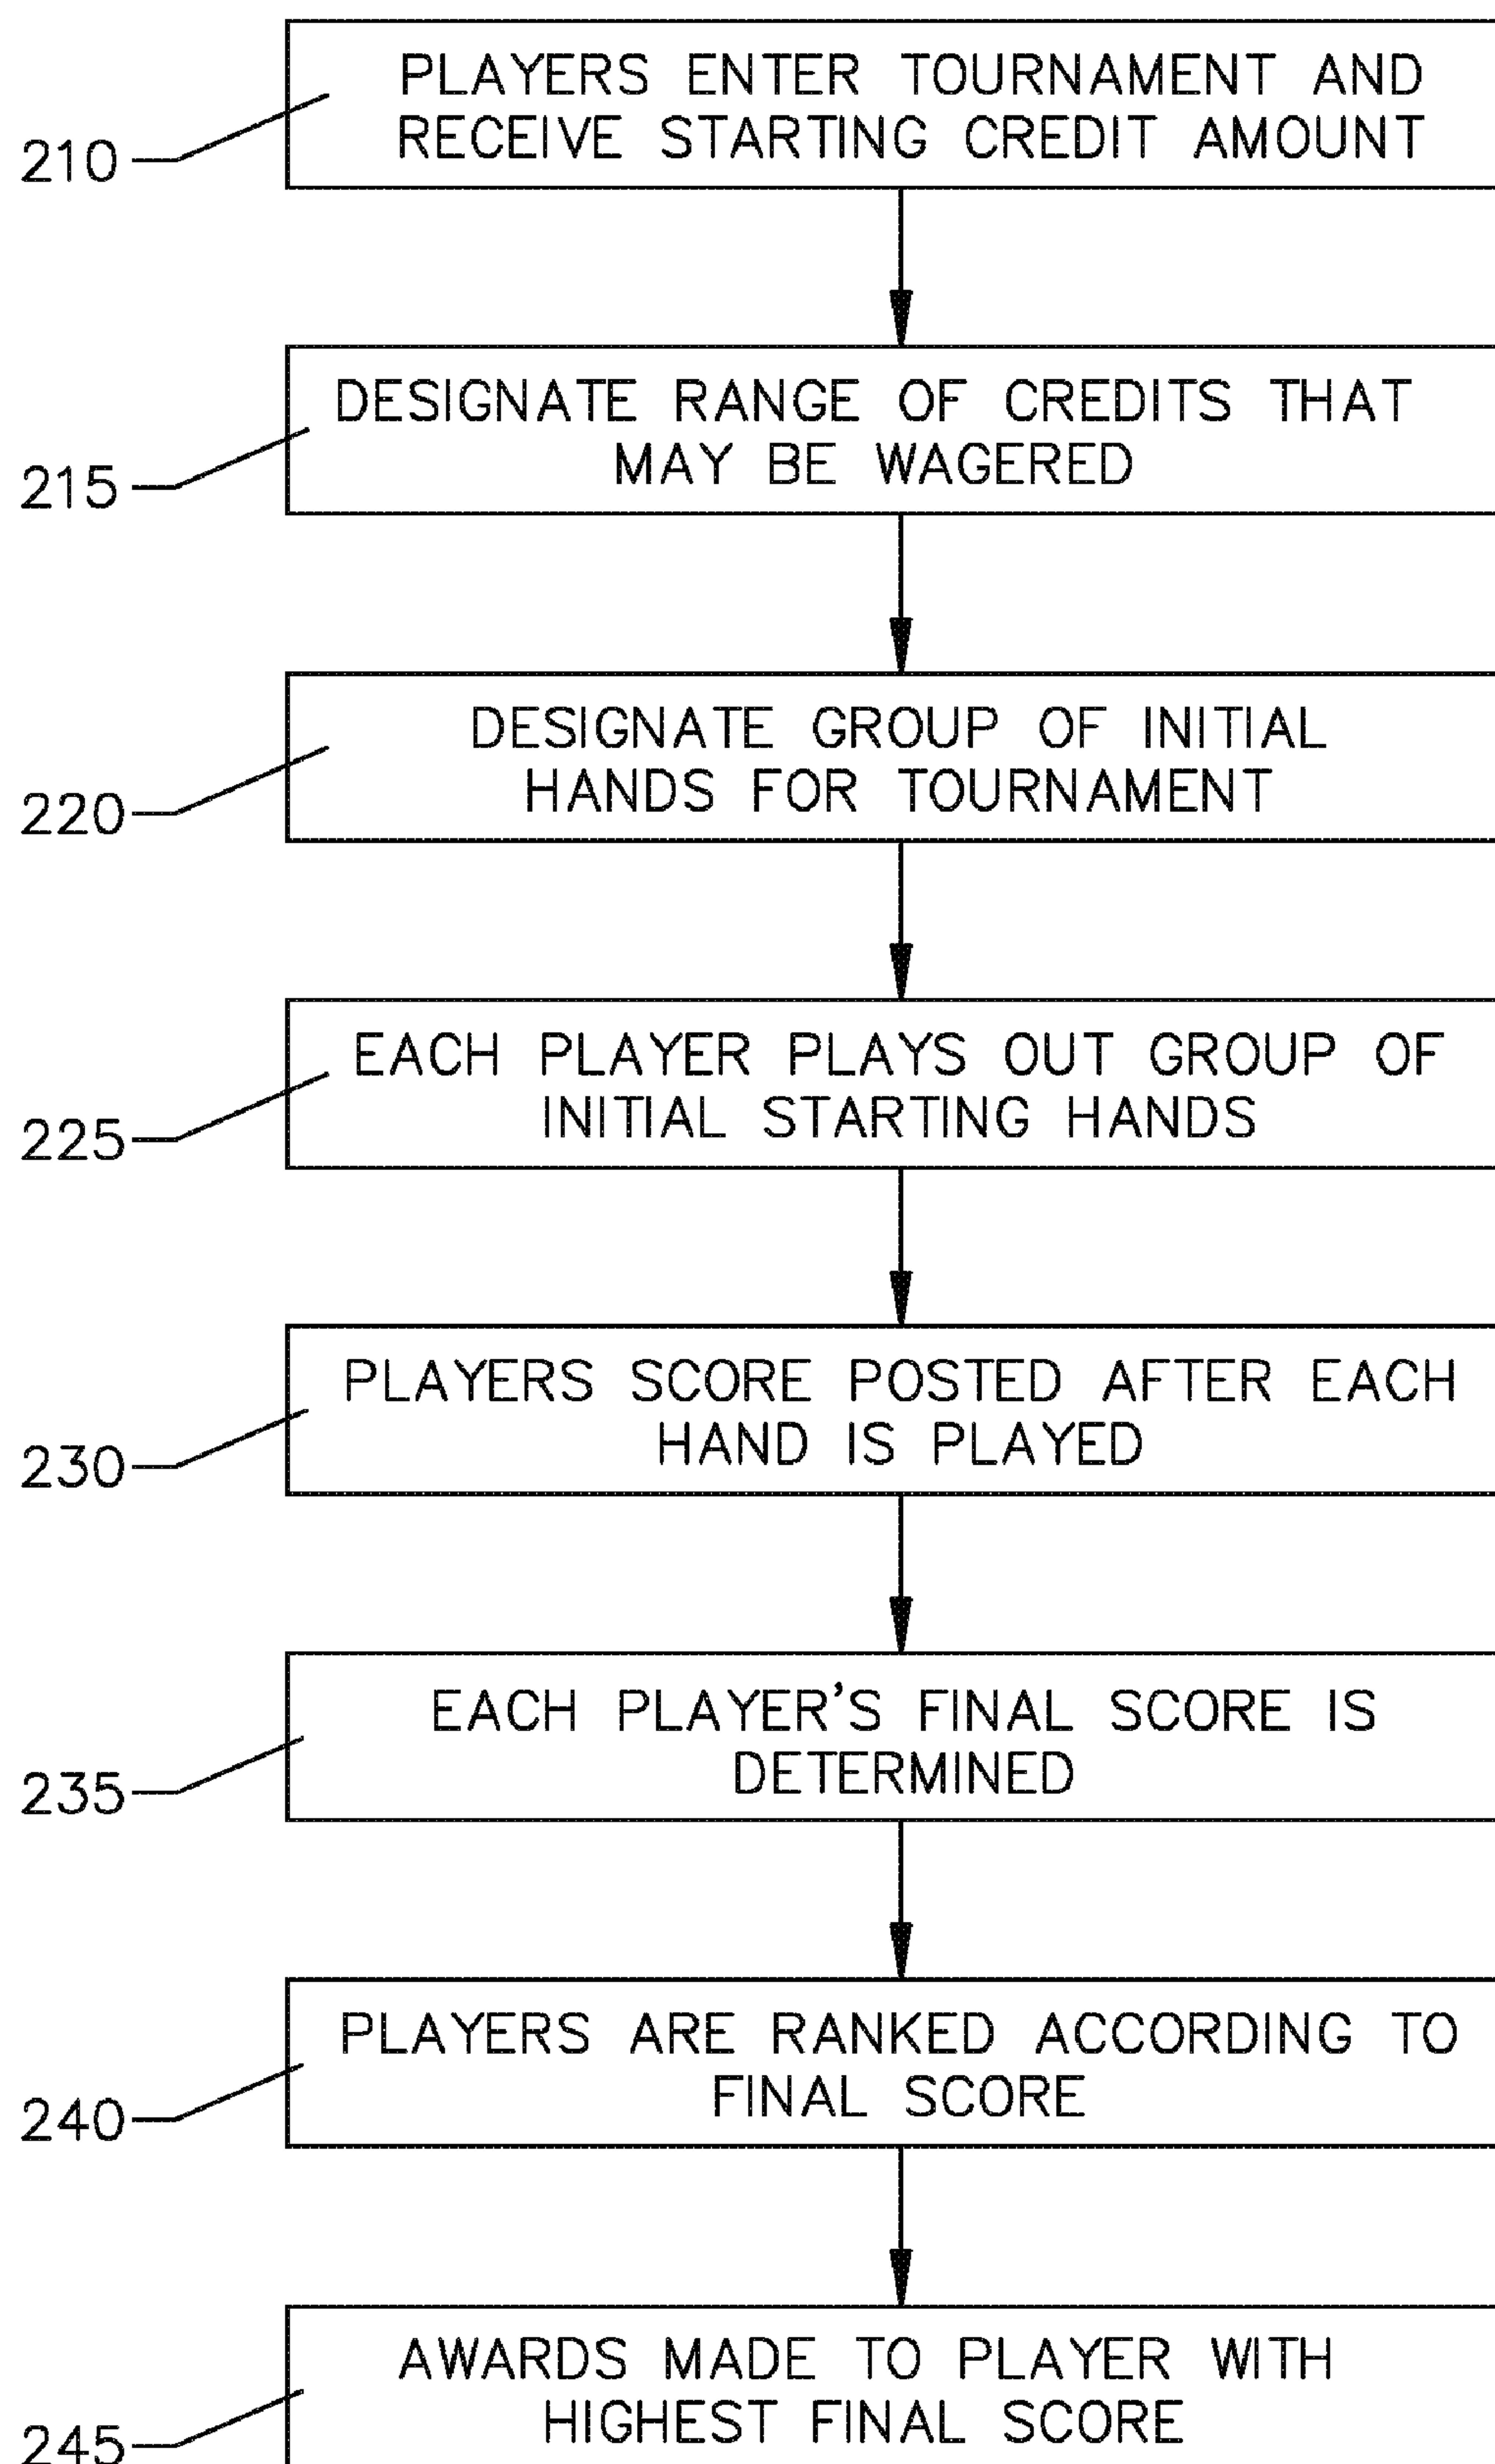 PLAYERS ENTER TOURNAMENT AND
RECEIVE STARTING CREDIT AMOUNT
210
DESIGNATE RANGE OF CREDITS THAT
MAY BE WAGERED
215
DESIGNATE GROUP OF INITIAL
HANDS FOR TOURNAMENT
220
EACH PLAYER PLAYS OUT GROUP OF
INITIAL STARTING HANDS
225
PLAYERS SCORE POSTED AFTER EACH
HAND IS PLAYED
230
EACH PLAYER'S FINAL SCORE IS
DETERMINED
235
PLAYERS ARE RANKED ACCORDING TO
FINAL SCORE
240
AWARDS MADE TO PLAYER WITH
HIGHEST FINAL SCORE
245